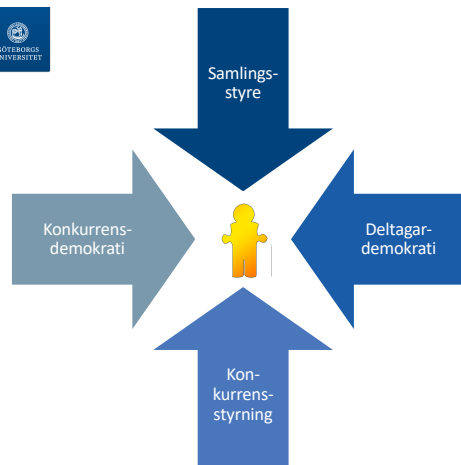 GÖTEBORGS
UNIVERSITET
Samlings-
styre
Konkurrens-
demokrati
Deltagar-
demokrati
Kon-
kurrens-
styrning